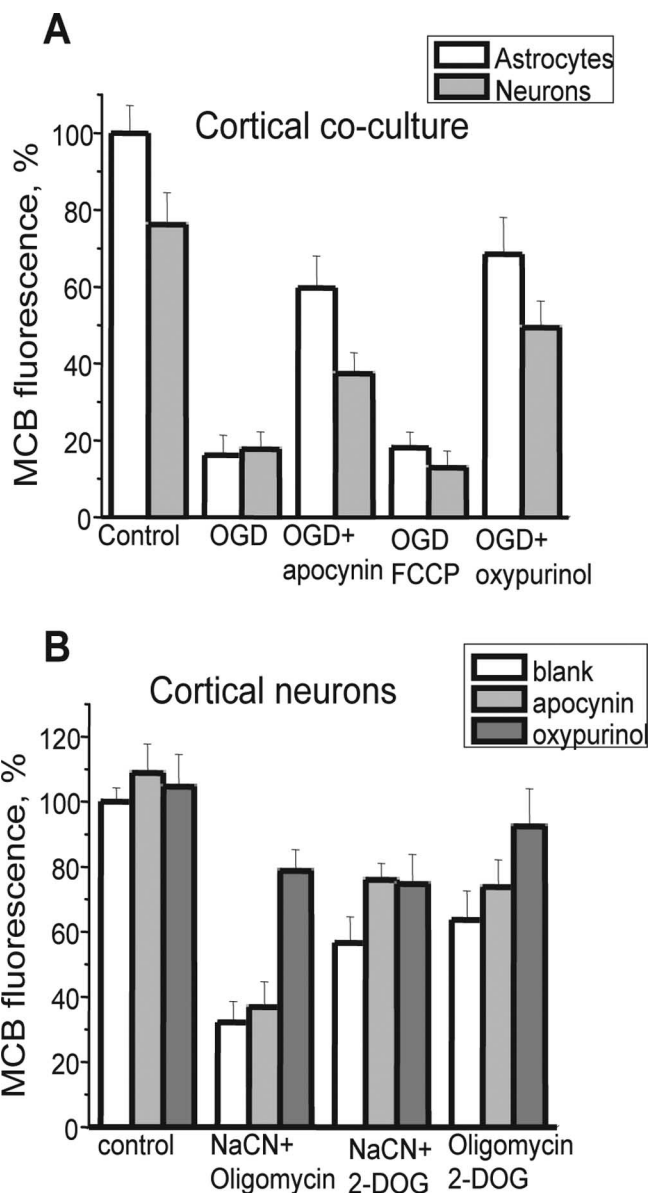 A
Astrocytes
Neurons
Cortical co-culture
MCB fluorescence, %
100
80
60
40
20
0
Control
OGD
OGD+
apocynin
OGD
FCCP
OGD+
oxypurinol
B
blank
apocynin
oxypurinol
Cortical neurons
MCB fluorescence, %
120
100
80
60
40
20
0
control
NaCN+
Oligomycin
NaCN+
2-DOG
Oligomycin
2-DOG